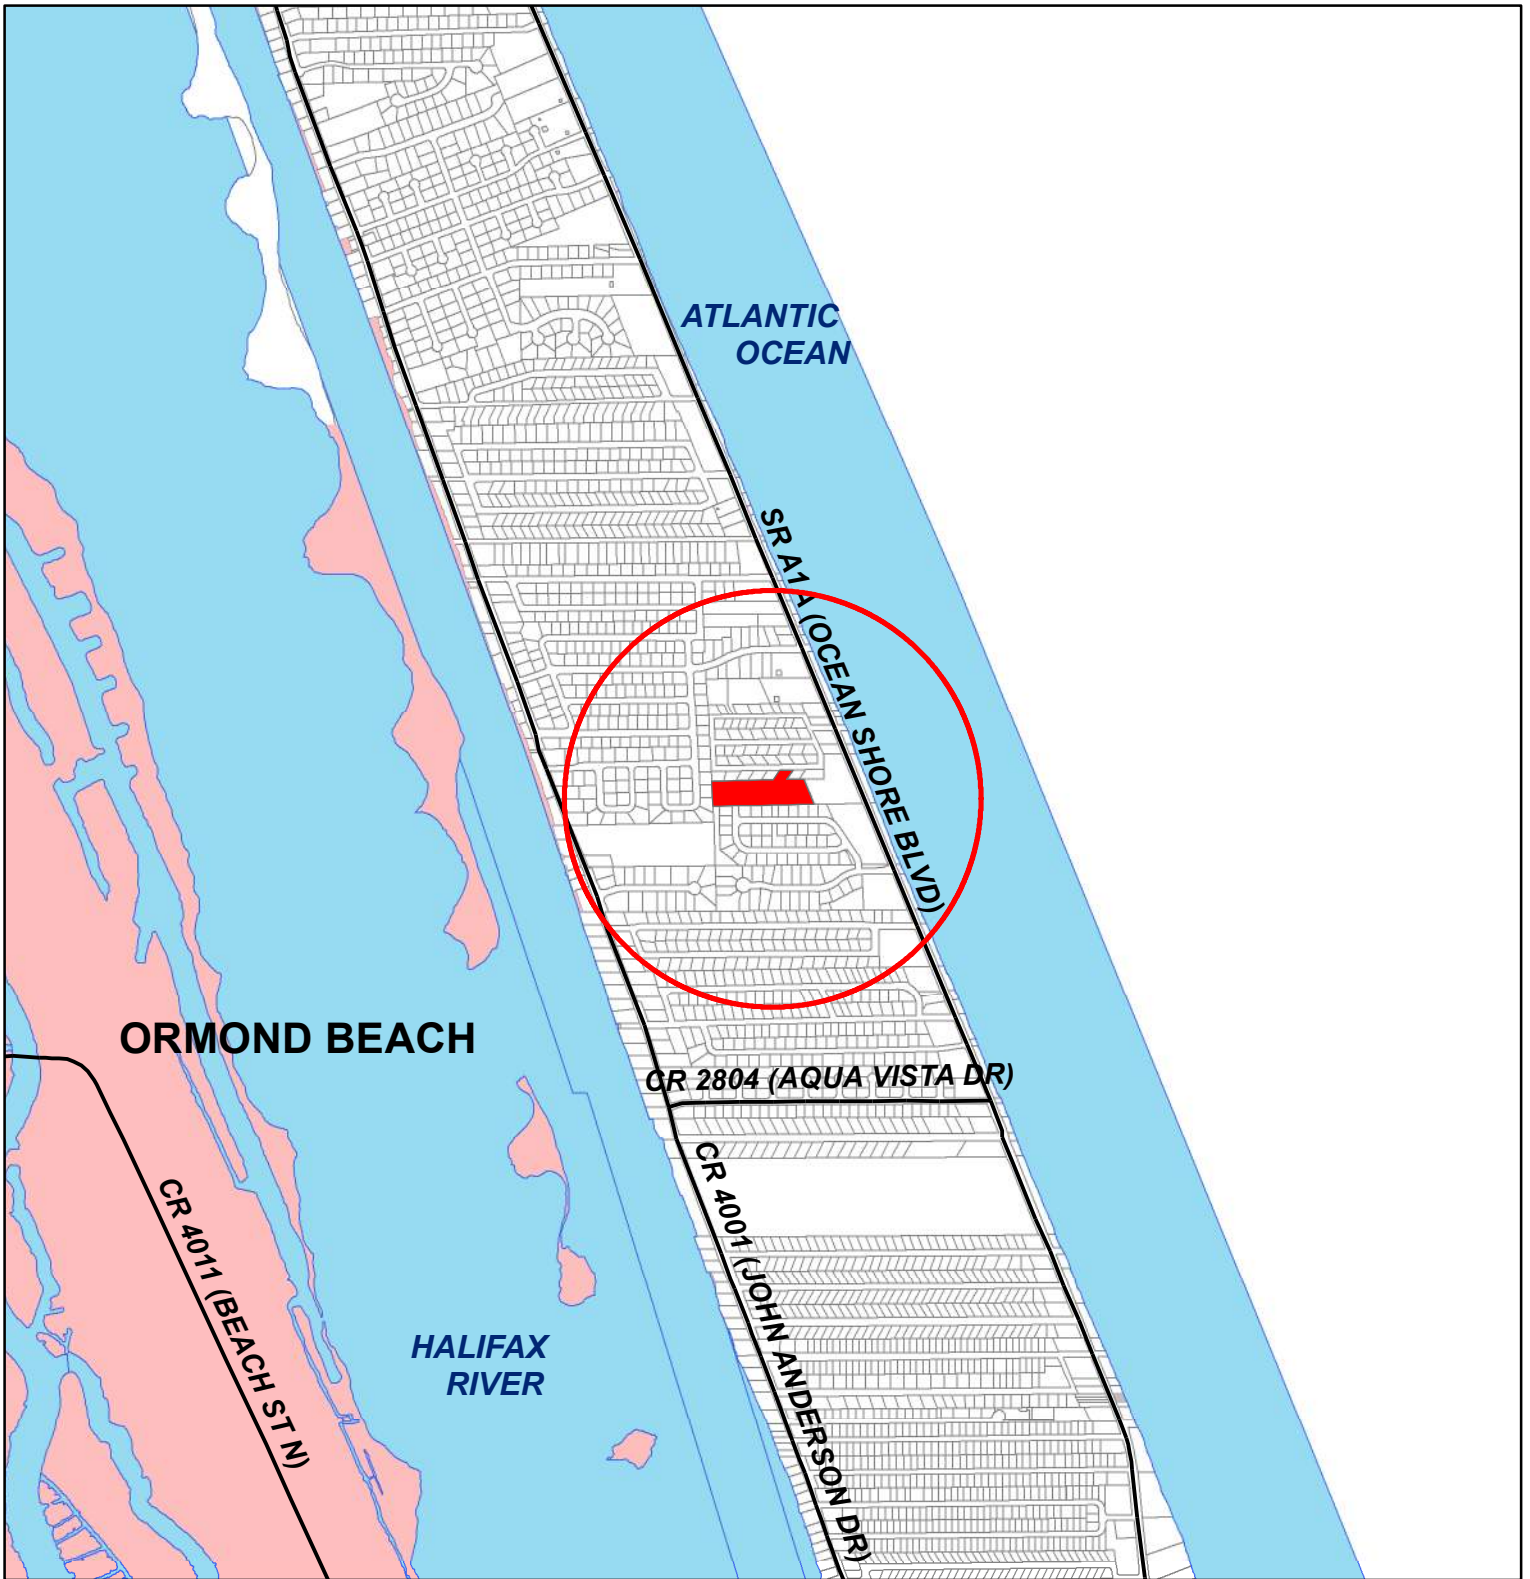 ATLANTIC
OCEAN
SR A1A (OCEAN SHORE BLVD)
ORMOND BEACH
CR 2804 (AQUA VISTA DR)
CR 4001 (JOHN ANDERSON DR)
CR 4011 (BEACH ST N)
HALIFAX
RIVER